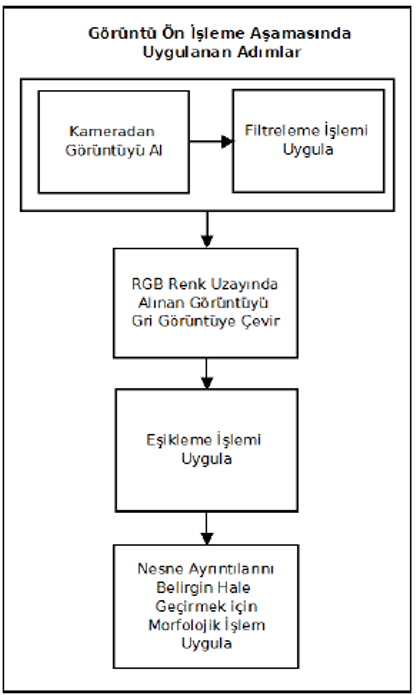 Görüntü Ön İşleme Aşamasında
Uygulanan Adımlar
Kameradan
Görüntüyü Al
Filtreleme İşlemi
Uygula
RGB Renk Uzayında
Alınan Görüntüyü
Gri Görüntüye Çevir
Eşikleme İşlemi
Uygula
Nesne Ayrıntılarını
Belirgin Hale
Geçirmek için
Morfolojik İşlem
Uygula